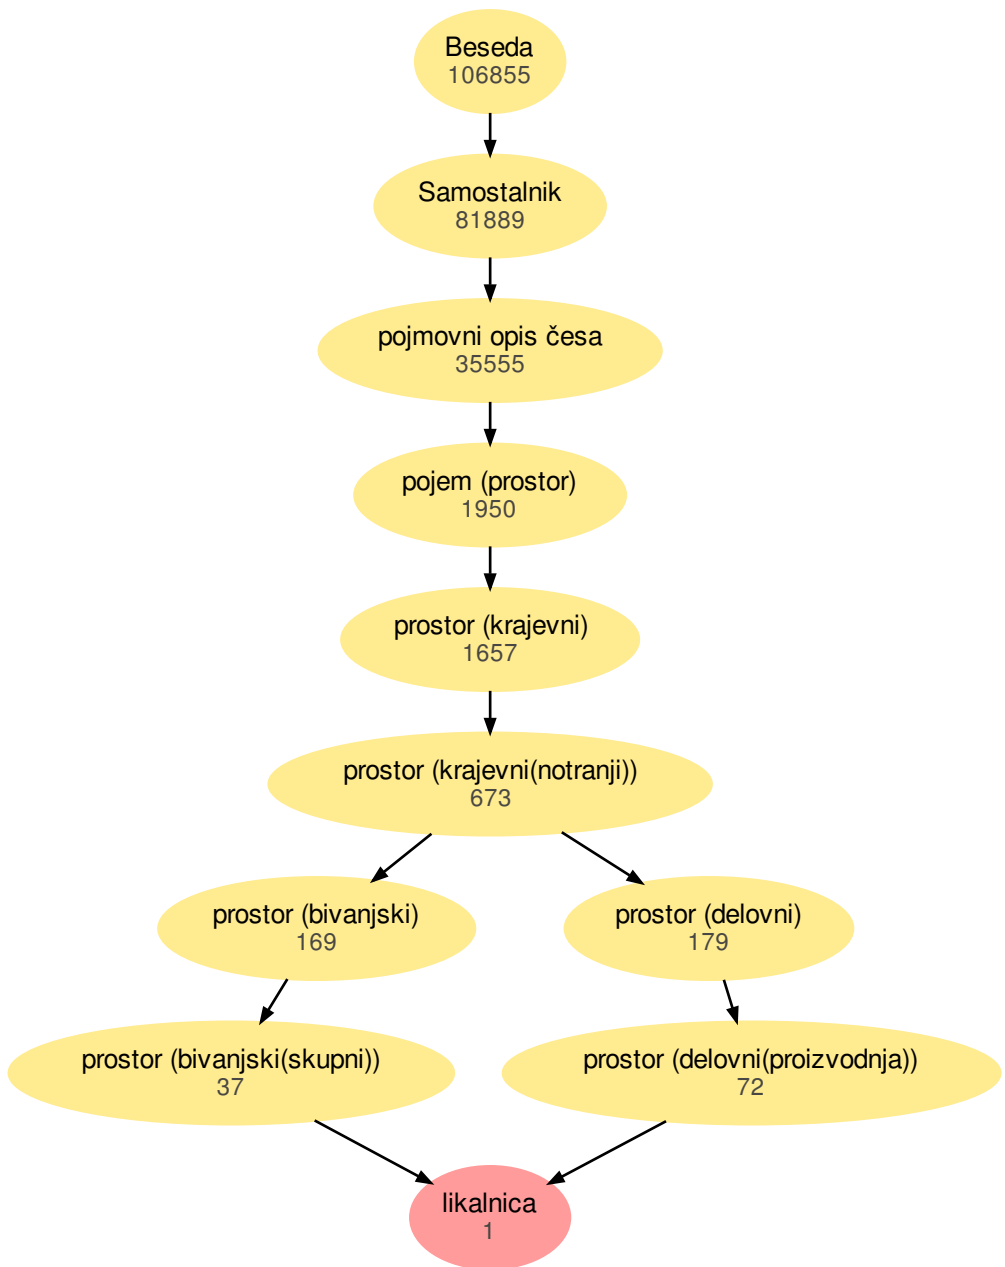 Beseda
106855
Samostalnik
81889
pojmovni opis česa
35555
pojem (prostor)
1950
prostor (krajevni)
1657
prostor (krajevni(notranji))
673
prostor (bivanjski)
169
prostor (delovni)
179
prostor (bivanjski(skupni))
37
prostor (delovni(proizvodnja))
72
likalnica
1